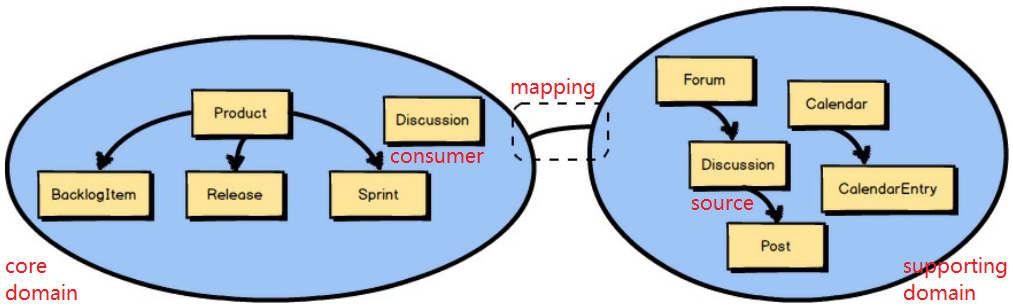 Product
Discussion
consumer
BacklogItem
Release
Sprint
core
domain
mapping
Forum
Calendar
Discussion
source
CalendarEntry
Post
supporting
domain